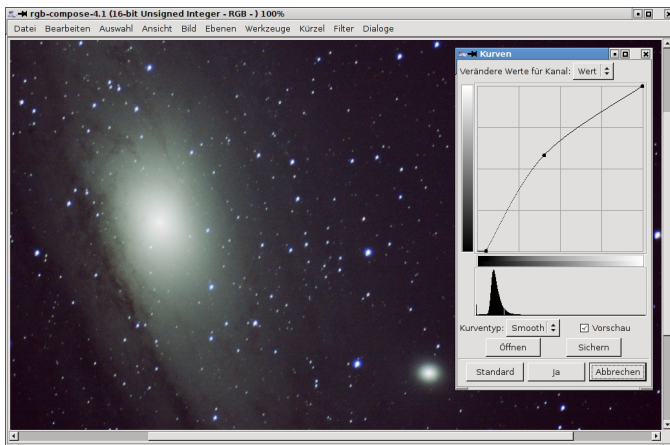 rgb-compose-4.1 (16-bit Unsigned Integer - RGB - ) 100%
Datei Bearbeiten Auswahl Ansicht Bild Ebenen Werkzeuge Kürzel Filter Dialoge
Kurven
Verändere Werte für Kanal: Wert
Kurventyp: Smooth Vorschau
Öffnen Sichern
Standard Ja Abbrechen